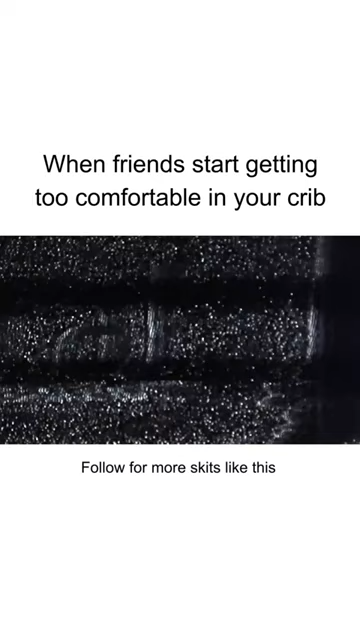 When friends start getting
too comfortable in your crib
Follow for more skits like this